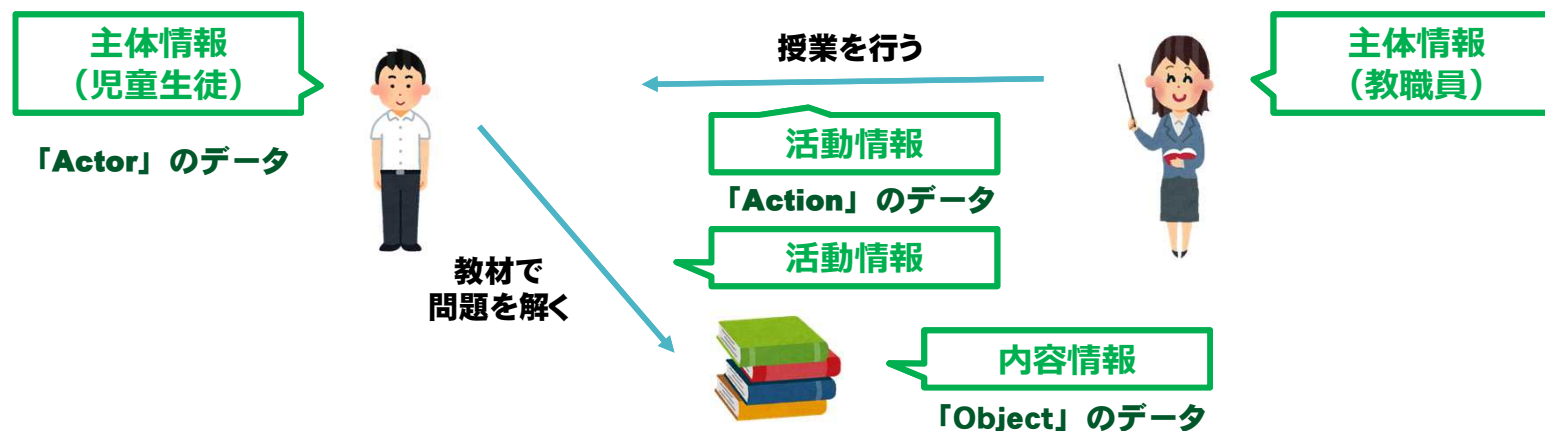 主体情報
（児童生徒）
「Actor」のデータ
授業を行う
主体情報
（教職員）
活動情報
「Action」のデータ
活動情報
教材で
問題を解く
内容情報
「Object」のデータ